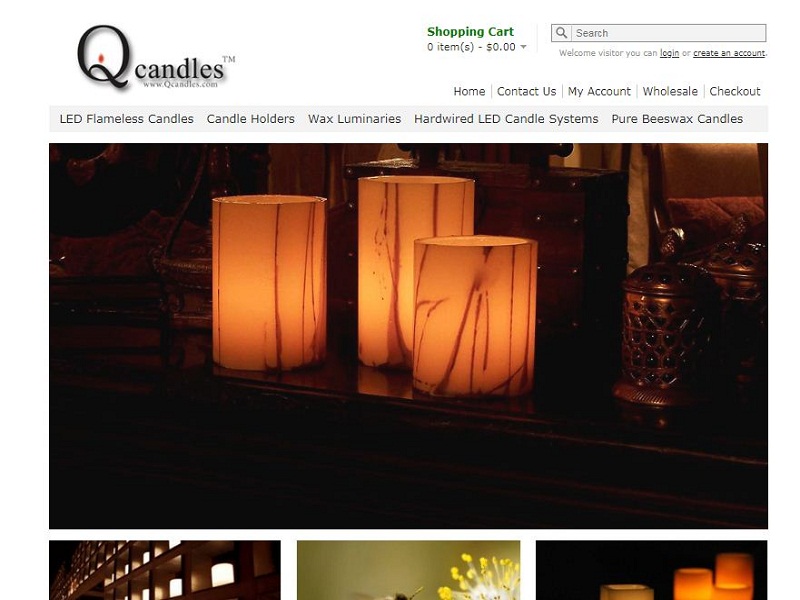 Qcandles™
www.Qcandles.com
Shopping Cart
0 item(s) - $0.00
Search
Welcome visitor you can login or create an account.
Home
Contact Us
My Account
Wholesale
Checkout
LED Flameless Candles
Candle Holders
Wax Luminaries
Hardwired LED Candle Systems
Pure Beeswax Candles